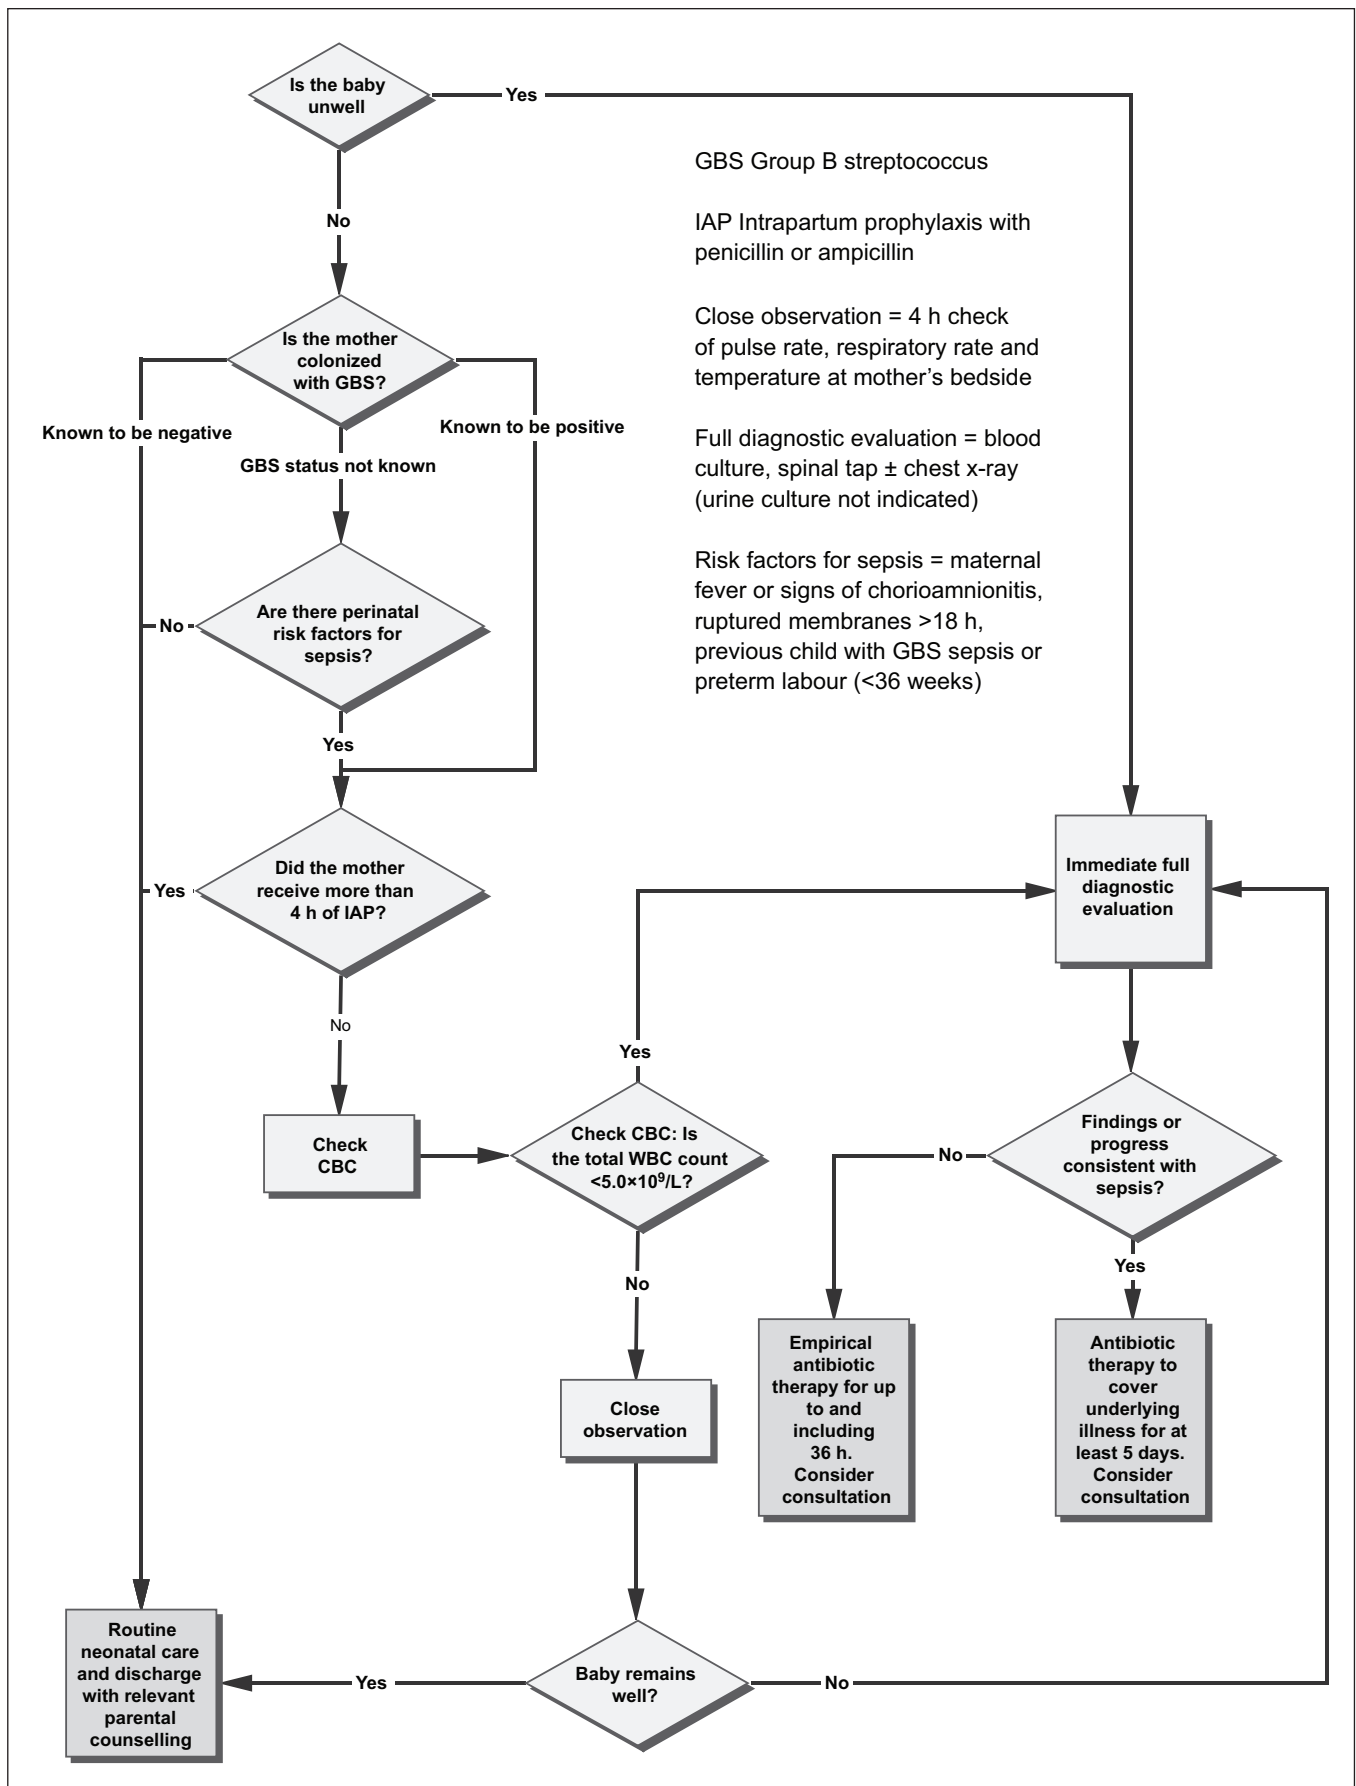 Is the baby
unwell
Yes
No
GBS Group B streptococcus
IAP Intrapartum prophylaxis with
penicillin or ampicillin
Close observation = 4 h check
of pulse rate, respiratory rate and
temperature at mother’s bedside
Full diagnostic evaluation = blood
culture, spinal tap ± chest x-ray
(urine culture not indicated)
Risk factors for sepsis = maternal
fever or signs of chorioamnionitis,
ruptured membranes >18 h,
previous child with GBS sepsis or
preterm labour (<36 weeks)
Is the mother
colonized
with GBS?
Known to be negative
Known to be positive
GBS status not known
Are there perinatal
risk factors for
sepsis?
No
Yes
Did the mother
receive more than
4 h of IAP?
Yes
No
Immediate full
diagnostic
evaluation
Check
CBC
Yes
Check CBC: Is
the total WBC count
<5.0×10⁹/L?
No
Findings or
progress
consistent with
sepsis?
No
Yes
Close
observation
Empirical
antibiotic
therapy for up
to and
including
36 h.
Consider
consultation
Antibiotic
therapy to
cover
underlying
illness for at
least 5 days.
Consider
consultation
Routine
neonatal care
and discharge
with relevant
parental
counselling
Yes
Baby remains
well?
No